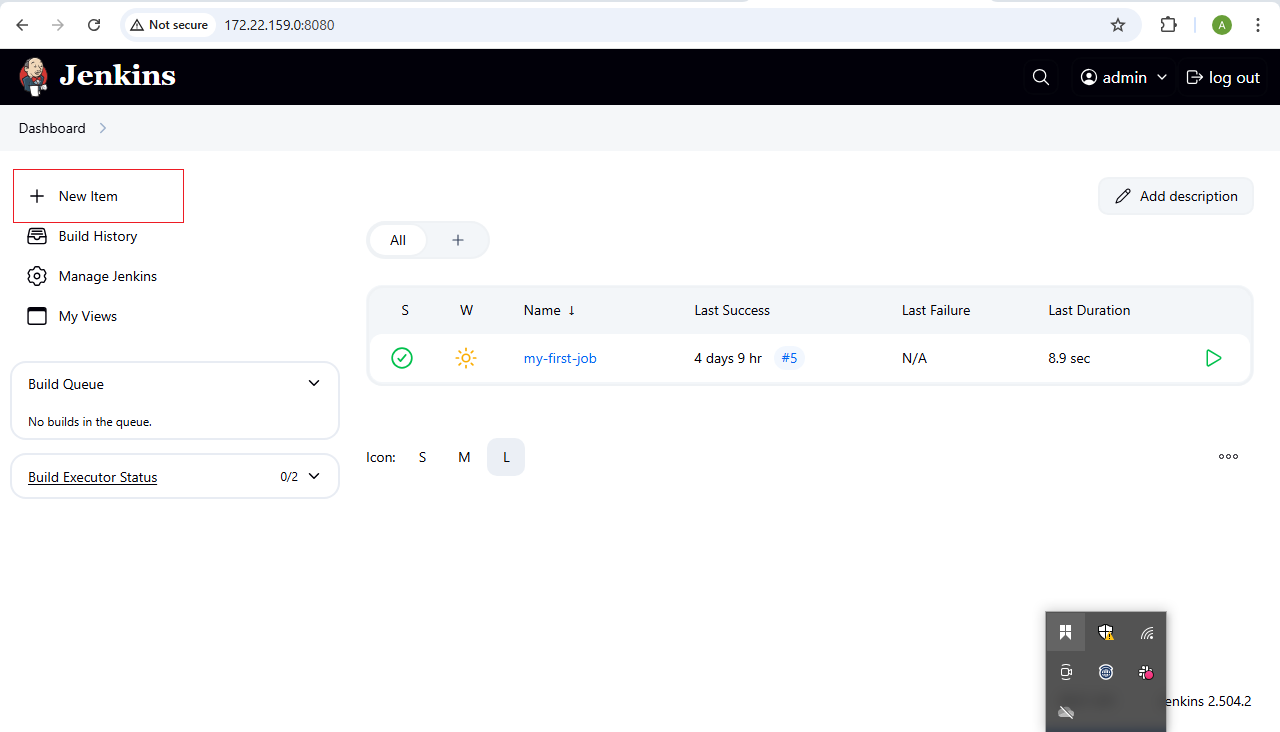 Not secure 172.22.159.0:8080 A
Jenkins admin log out
Dashboard
New Item
Build History
Manage Jenkins
My Views
Build Queue
No builds in the queue.
Build Executor Status 0/2
Add description
All +
S W Name ↓ Last Success Last Failure Last Duration
my-first-job 4 days 9 hr #5 N/A 8.9 sec
Icon: S M L
enkins 2.504.2